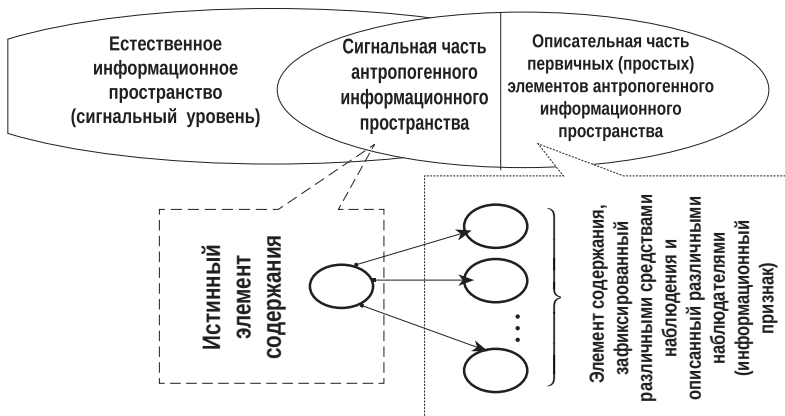 Естественное
информационное
пространство
(сигнальный уровень)
Сигнальная часть
антропогенного
информационного
пространства
Описательная часть
первичных (простых)
элементов антропогенного
информационного
пространства
Истинный
элемент
содержания
...
Элемент содержания,
зафиксированный
различными средствами
наблюдения и
описанный различными
наблюдателями
(информационный
признак)